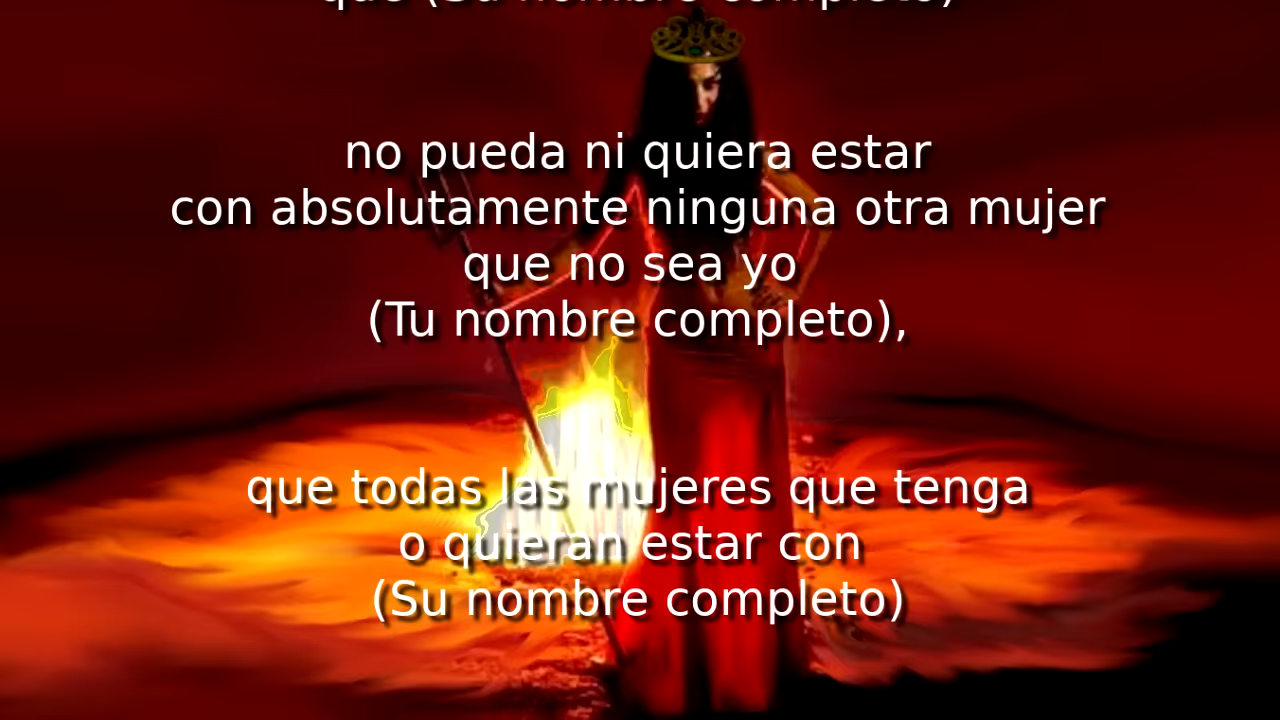 que (Su nombre completo)
no pueda ni quiera estar
con absolutamente ninguna otra mujer
que no sea yo
(Tu nombre completo),
que todas las mujeres que tenga
o quieran estar con
(Su nombre completo)